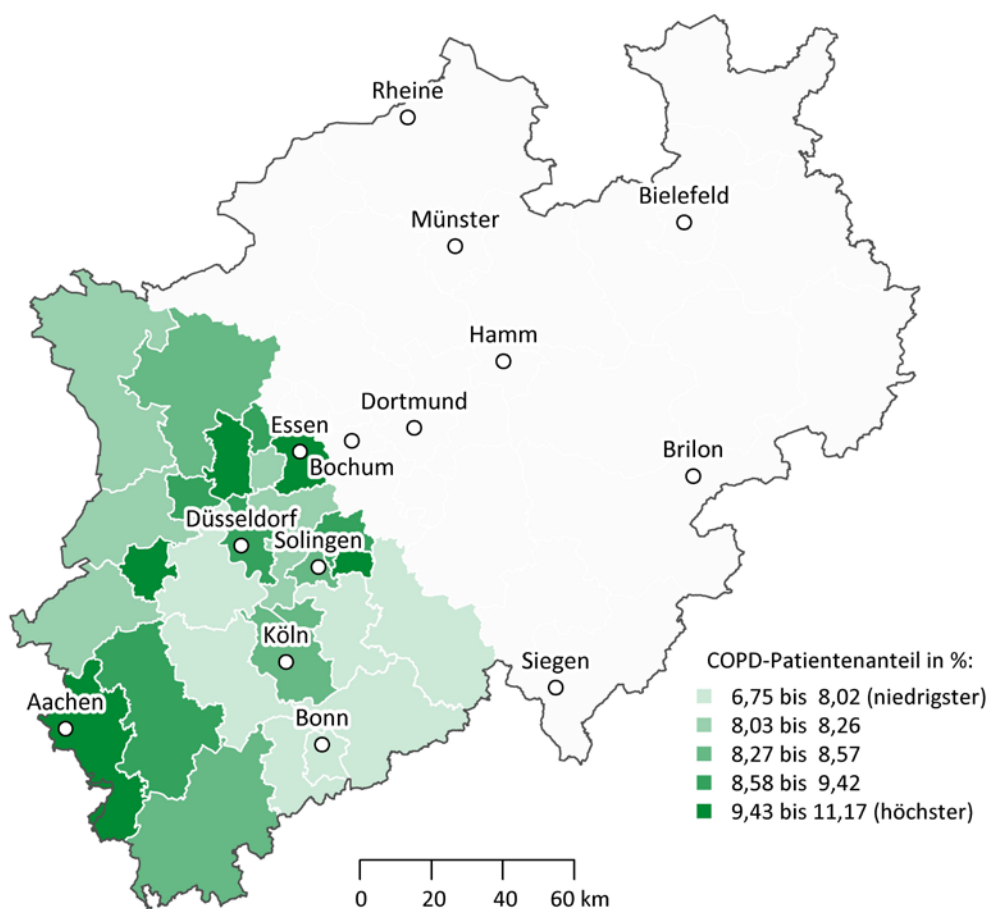 Rheine
Bielefeld
Münster
Hamm
Dortmund
Essen
Bochum
Brilon
Düsseldorf
Solingen
Köln
Siegen
Aachen
Bonn
COPD-Patientenanteil in %:
6,75 bis 8,02 (niedrigster)
8,03 bis 8,26
8,27 bis 8,57
8,58 bis 9,42
9,43 bis 11,17 (höchster)
0 20 40 60 km